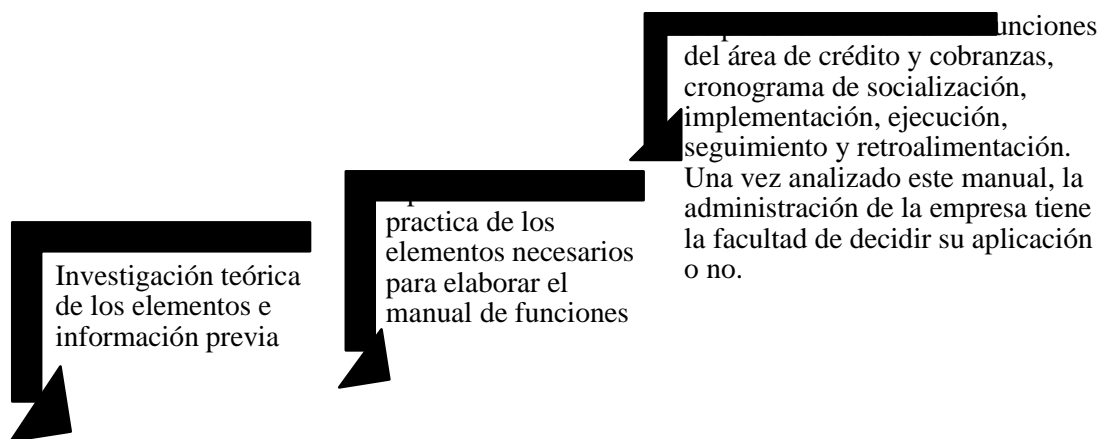 Investigación teórica
de los elementos e
información previa
practica de los
elementos necesarios
para elaborar el
manual de funciones
unciones
del área de crédito y cobranzas,
cronograma de socialización,
implementación, ejecución,
seguimiento y retroalimentación.
Una vez analizado este manual, la
administración de la empresa tiene
la facultad de decidir su aplicación
o no.